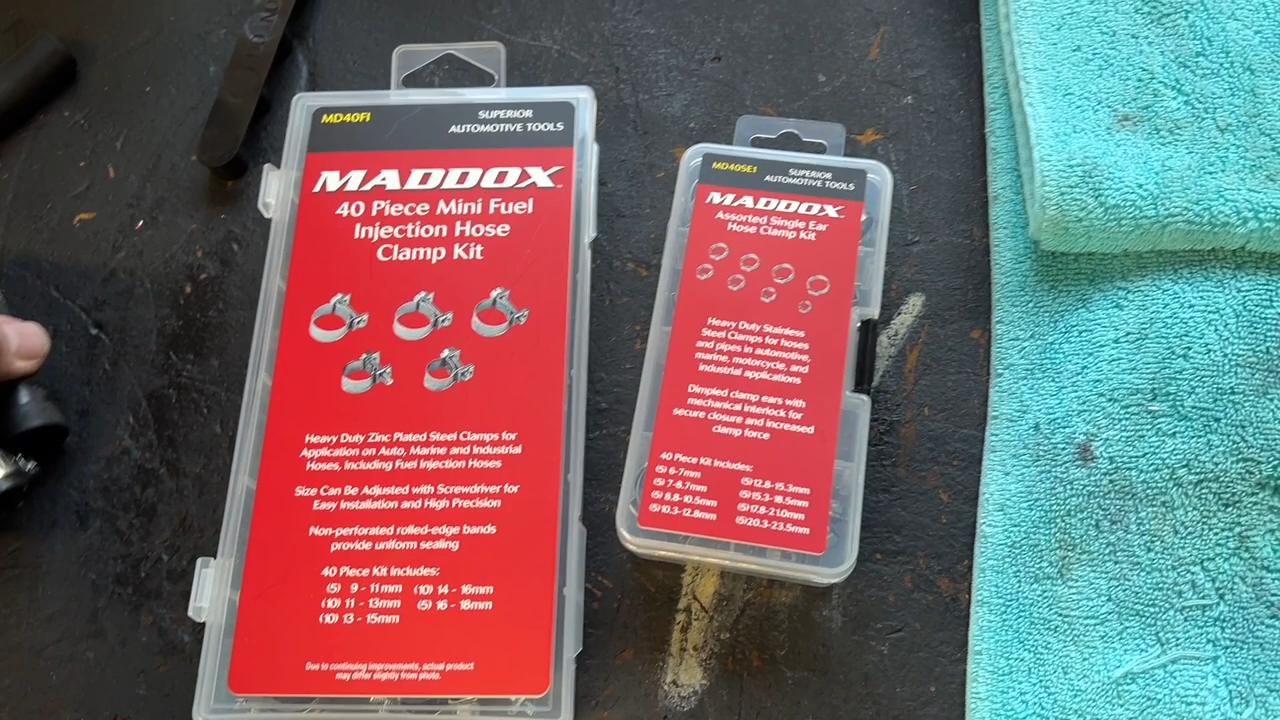 MD40FI
SUPERIOR
AUTOMOTIVE TOOLS
MADDOX
40 Piece Mini Fuel
Injection Hose
Clamp Kit
Heavy Duty Zinc Plated Steel Clamps for
Application on Auto, Marine and Industrial
Hoses, Including Fuel Injection Hoses
Size Can Be Adjusted with Screwdriver for
Easy Installation and High Precision
Non-perforated rolled-edge bands
provide uniform sealing
40 Piece Kit Includes:
(5) 9 - 11mm (10) 14 - 16mm
(10) 11 - 13mm (5) 16 - 18mm
(10) 13 - 15mm
Due to continuing improvements, actual product
may differ slightly from photo.
MD40SE1
SUPERIOR
AUTOMOTIVE TOOLS
MADDOX
Assorted Single Ear
Hose Clamp Kit
Heavy Duty Stainless
Steel Clamps for hoses
and pipes in automotive,
marine, motorcycle, and
industrial applications
Dimpled clamp ears with
mechanical interlock for
secure closure and increased
clamp force
40 Piece Kit Includes:
(5) 6-7mm (5)12.8-15.3mm
(5) 7-8.7mm (5)15.3-18.5mm
(5) 8.8-10.5mm (5)17.8-21.0mm
(5)10.3-12.8mm (5)20.3-23.5mm